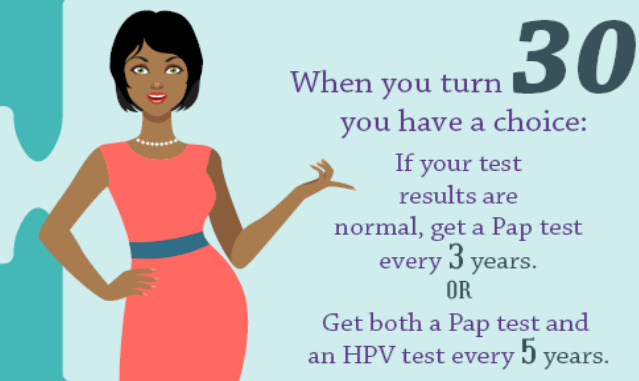 When you turn 30
you have a choice:
If your test
results are
normal, get a Pap test
every 3 years.
OR
Get both a Pap test and
an HPV test every 5 years.